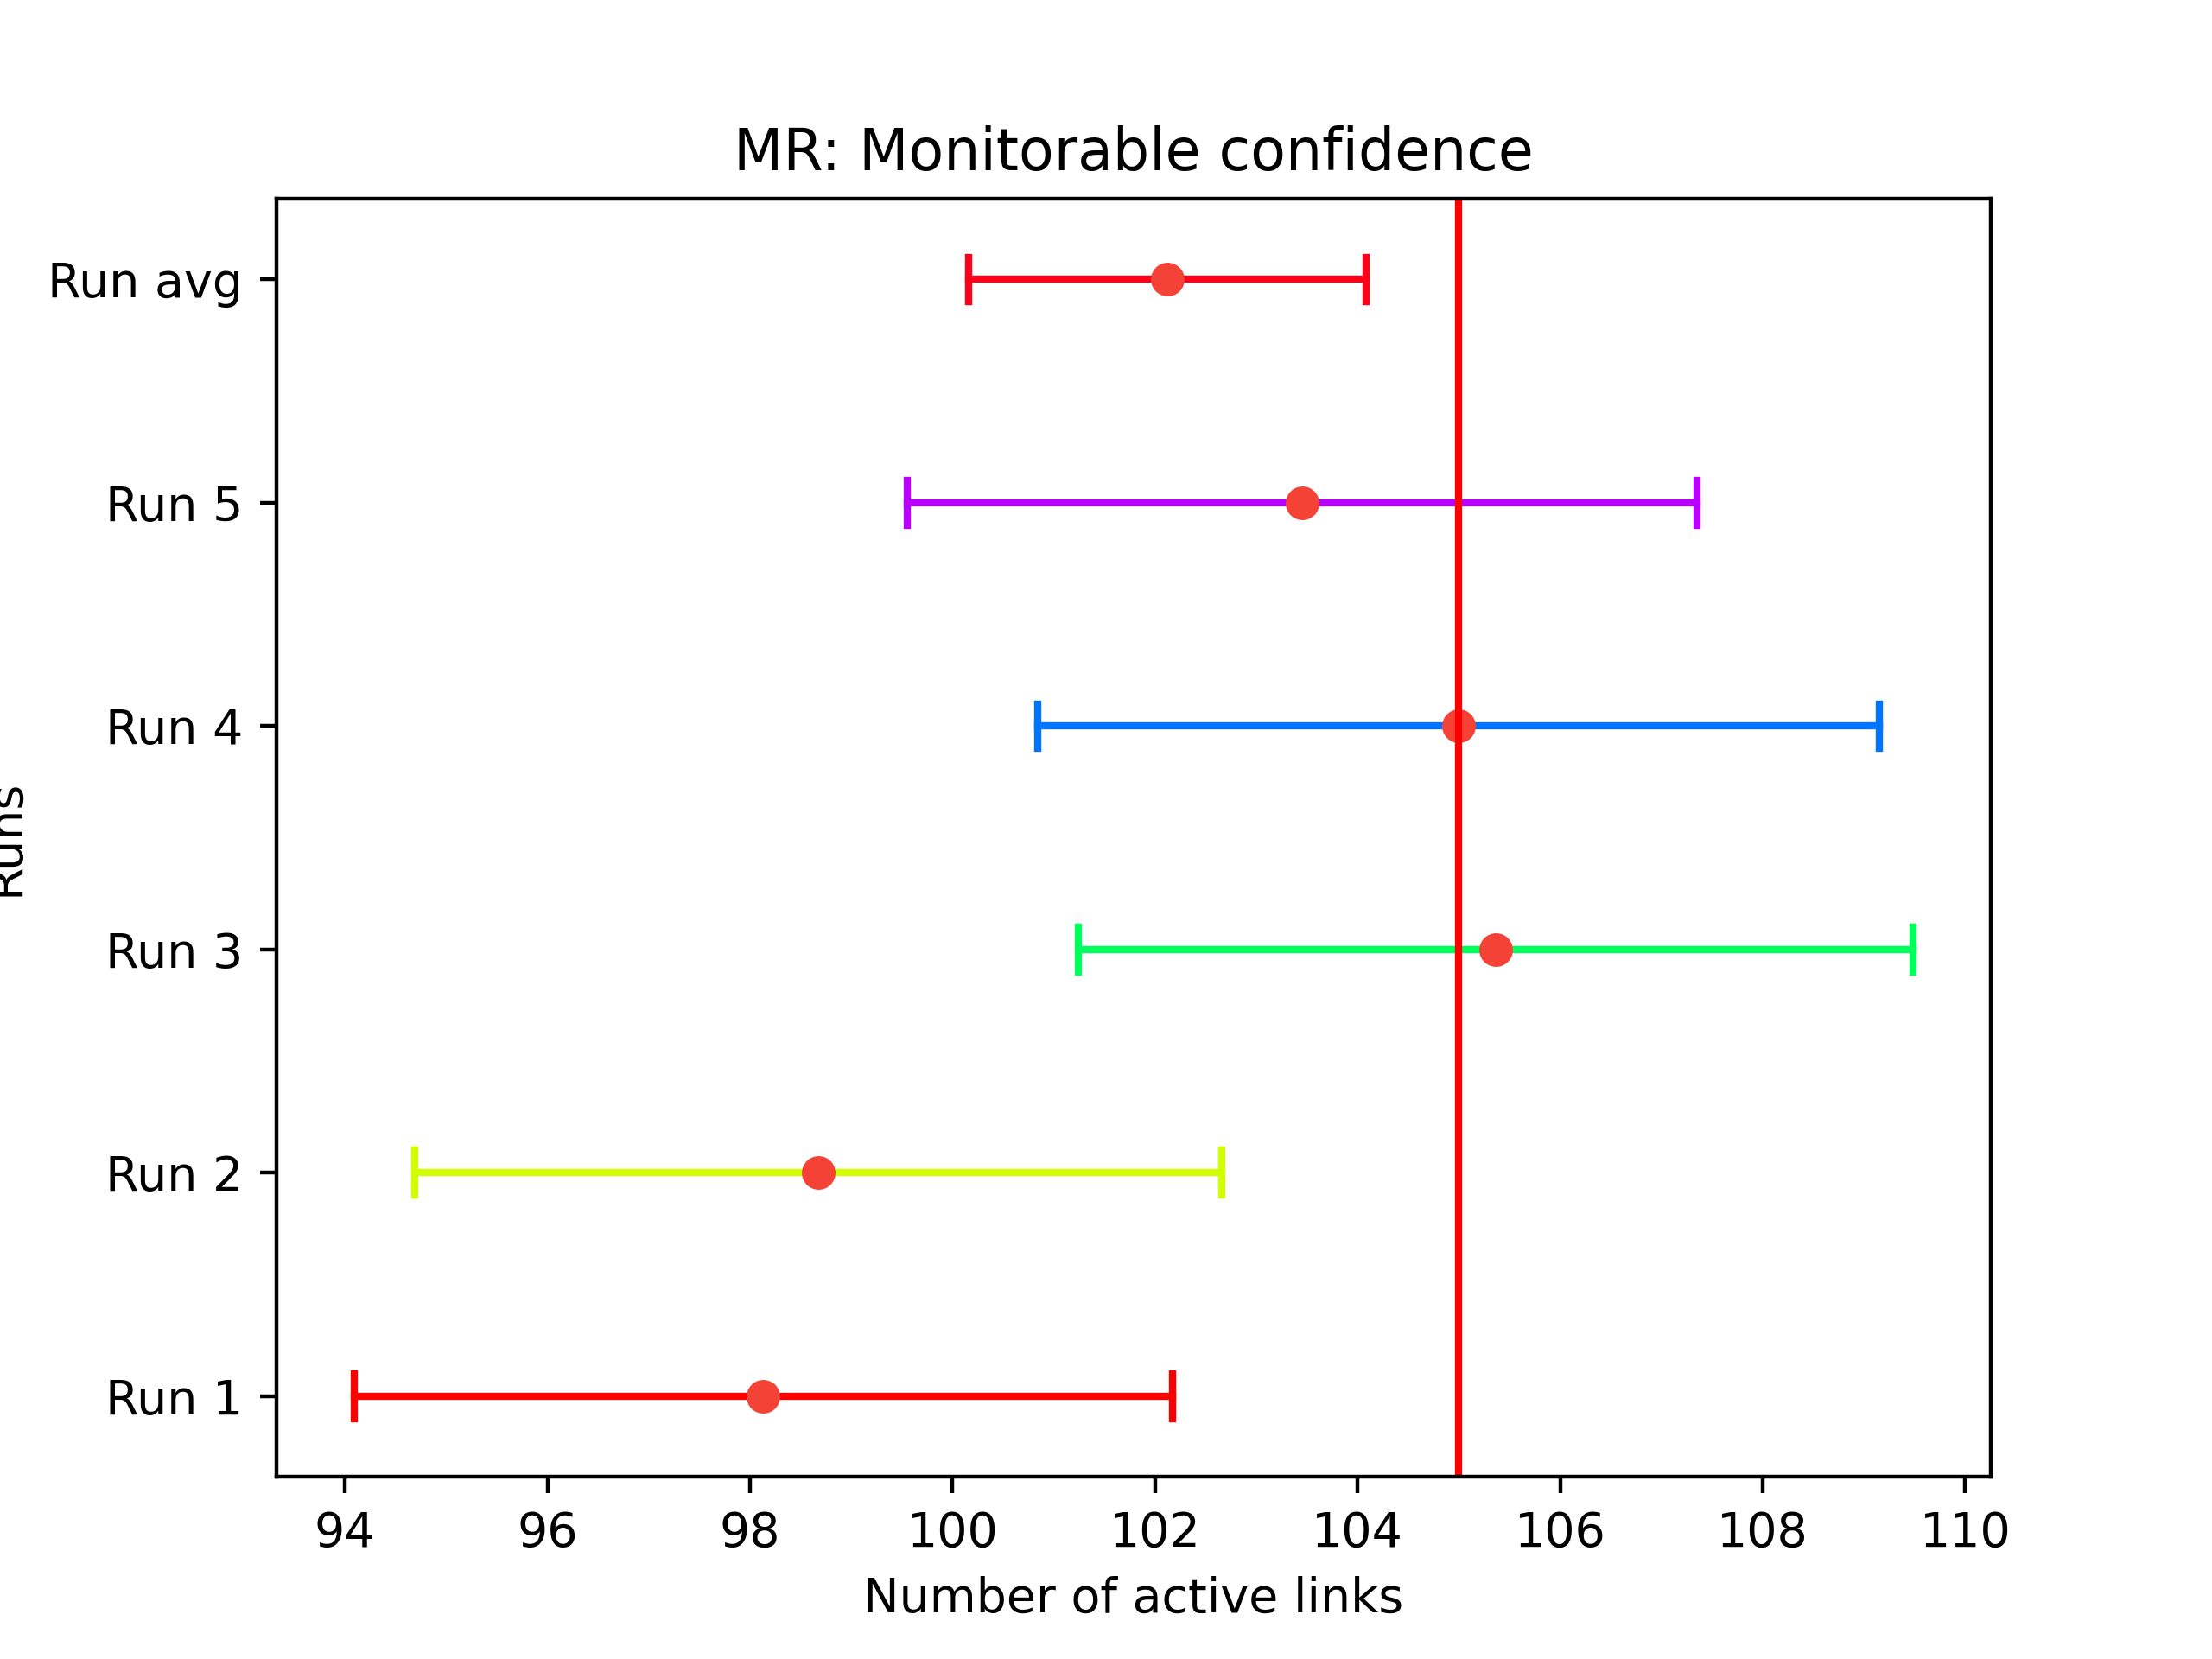 MR: Monitorable confidence
Run avg
Run 5
Run 4
Run 3
Run 2
Run 1
Runs
94 96 98 100 102 104 106 108 110
Number of active links